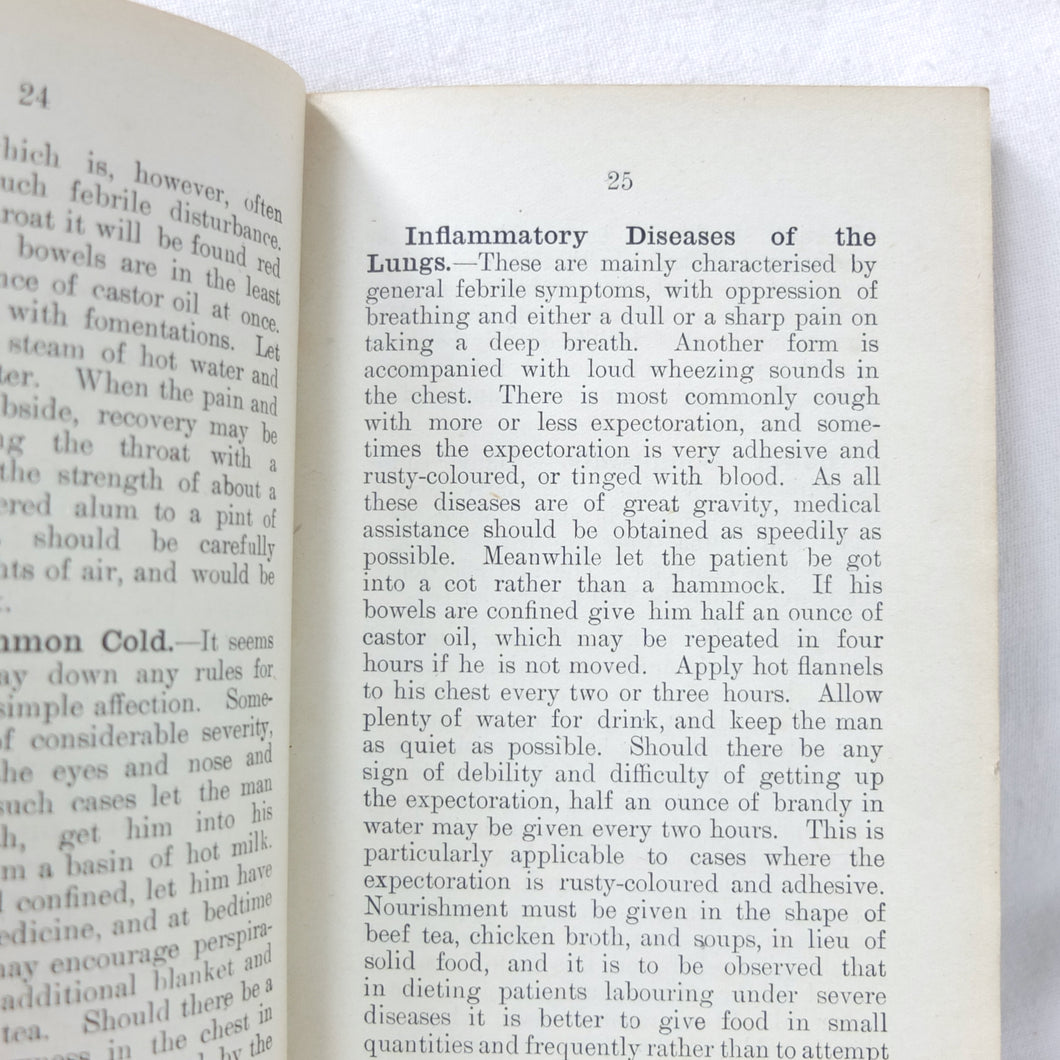 24
which is, however, often
such febrile disturbance.
throat it will be found red
bowels are in the least
ounce of castor oil at once.
with fomentations. Let
steam of hot water and
When the pain and
subside, recovery may be
the throat with a
the strength of about a
alum to a pint of
should be carefully
of air, and would be
Cold.—It seems
down any rules for
simple affection. Some-
of considerable severity,
the eyes and nose and
such cases let the man
get him into his
a basin of hot milk.
confined, let him have
and at bedtime
may encourage perspira-
additional blanket and
tea. Should there be a
in the chest in
by the
25
Inflammatory Diseases of the
Lungs.—These are mainly characterised by
general febrile symptoms, with oppression of
breathing and either a dull or a sharp pain on
taking a deep breath. Another form is
accompanied with loud wheezing sounds in
the chest. There is most commonly cough
with more or less expectoration, and some-
times the expectoration is very adhesive and
rusty-coloured, or tinged with blood. As all
these diseases are of great gravity, medical
assistance should be obtained as speedily as
possible. Meanwhile let the patient be got
into a cot rather than a hammock. If his
bowels are confined give him half an ounce of
castor oil, which may be repeated in four
hours if he is not moved. Apply hot flannels
to his chest every two or three hours. Allow
plenty of water for drink, and keep the man
as quiet as possible. Should there be any
sign of debility and difficulty of getting up
the expectoration, half an ounce of brandy in
water may be given every two hours. This is
particularly applicable to cases where the
expectoration is rusty-coloured and adhesive.
Nourishment must be given in the shape of
beef tea, chicken broth, and soups, in lieu of
solid food, and it is to be observed that
in dieting patients labouring under severe
diseases it is better to give food in small
quantities and frequently rather than to attempt